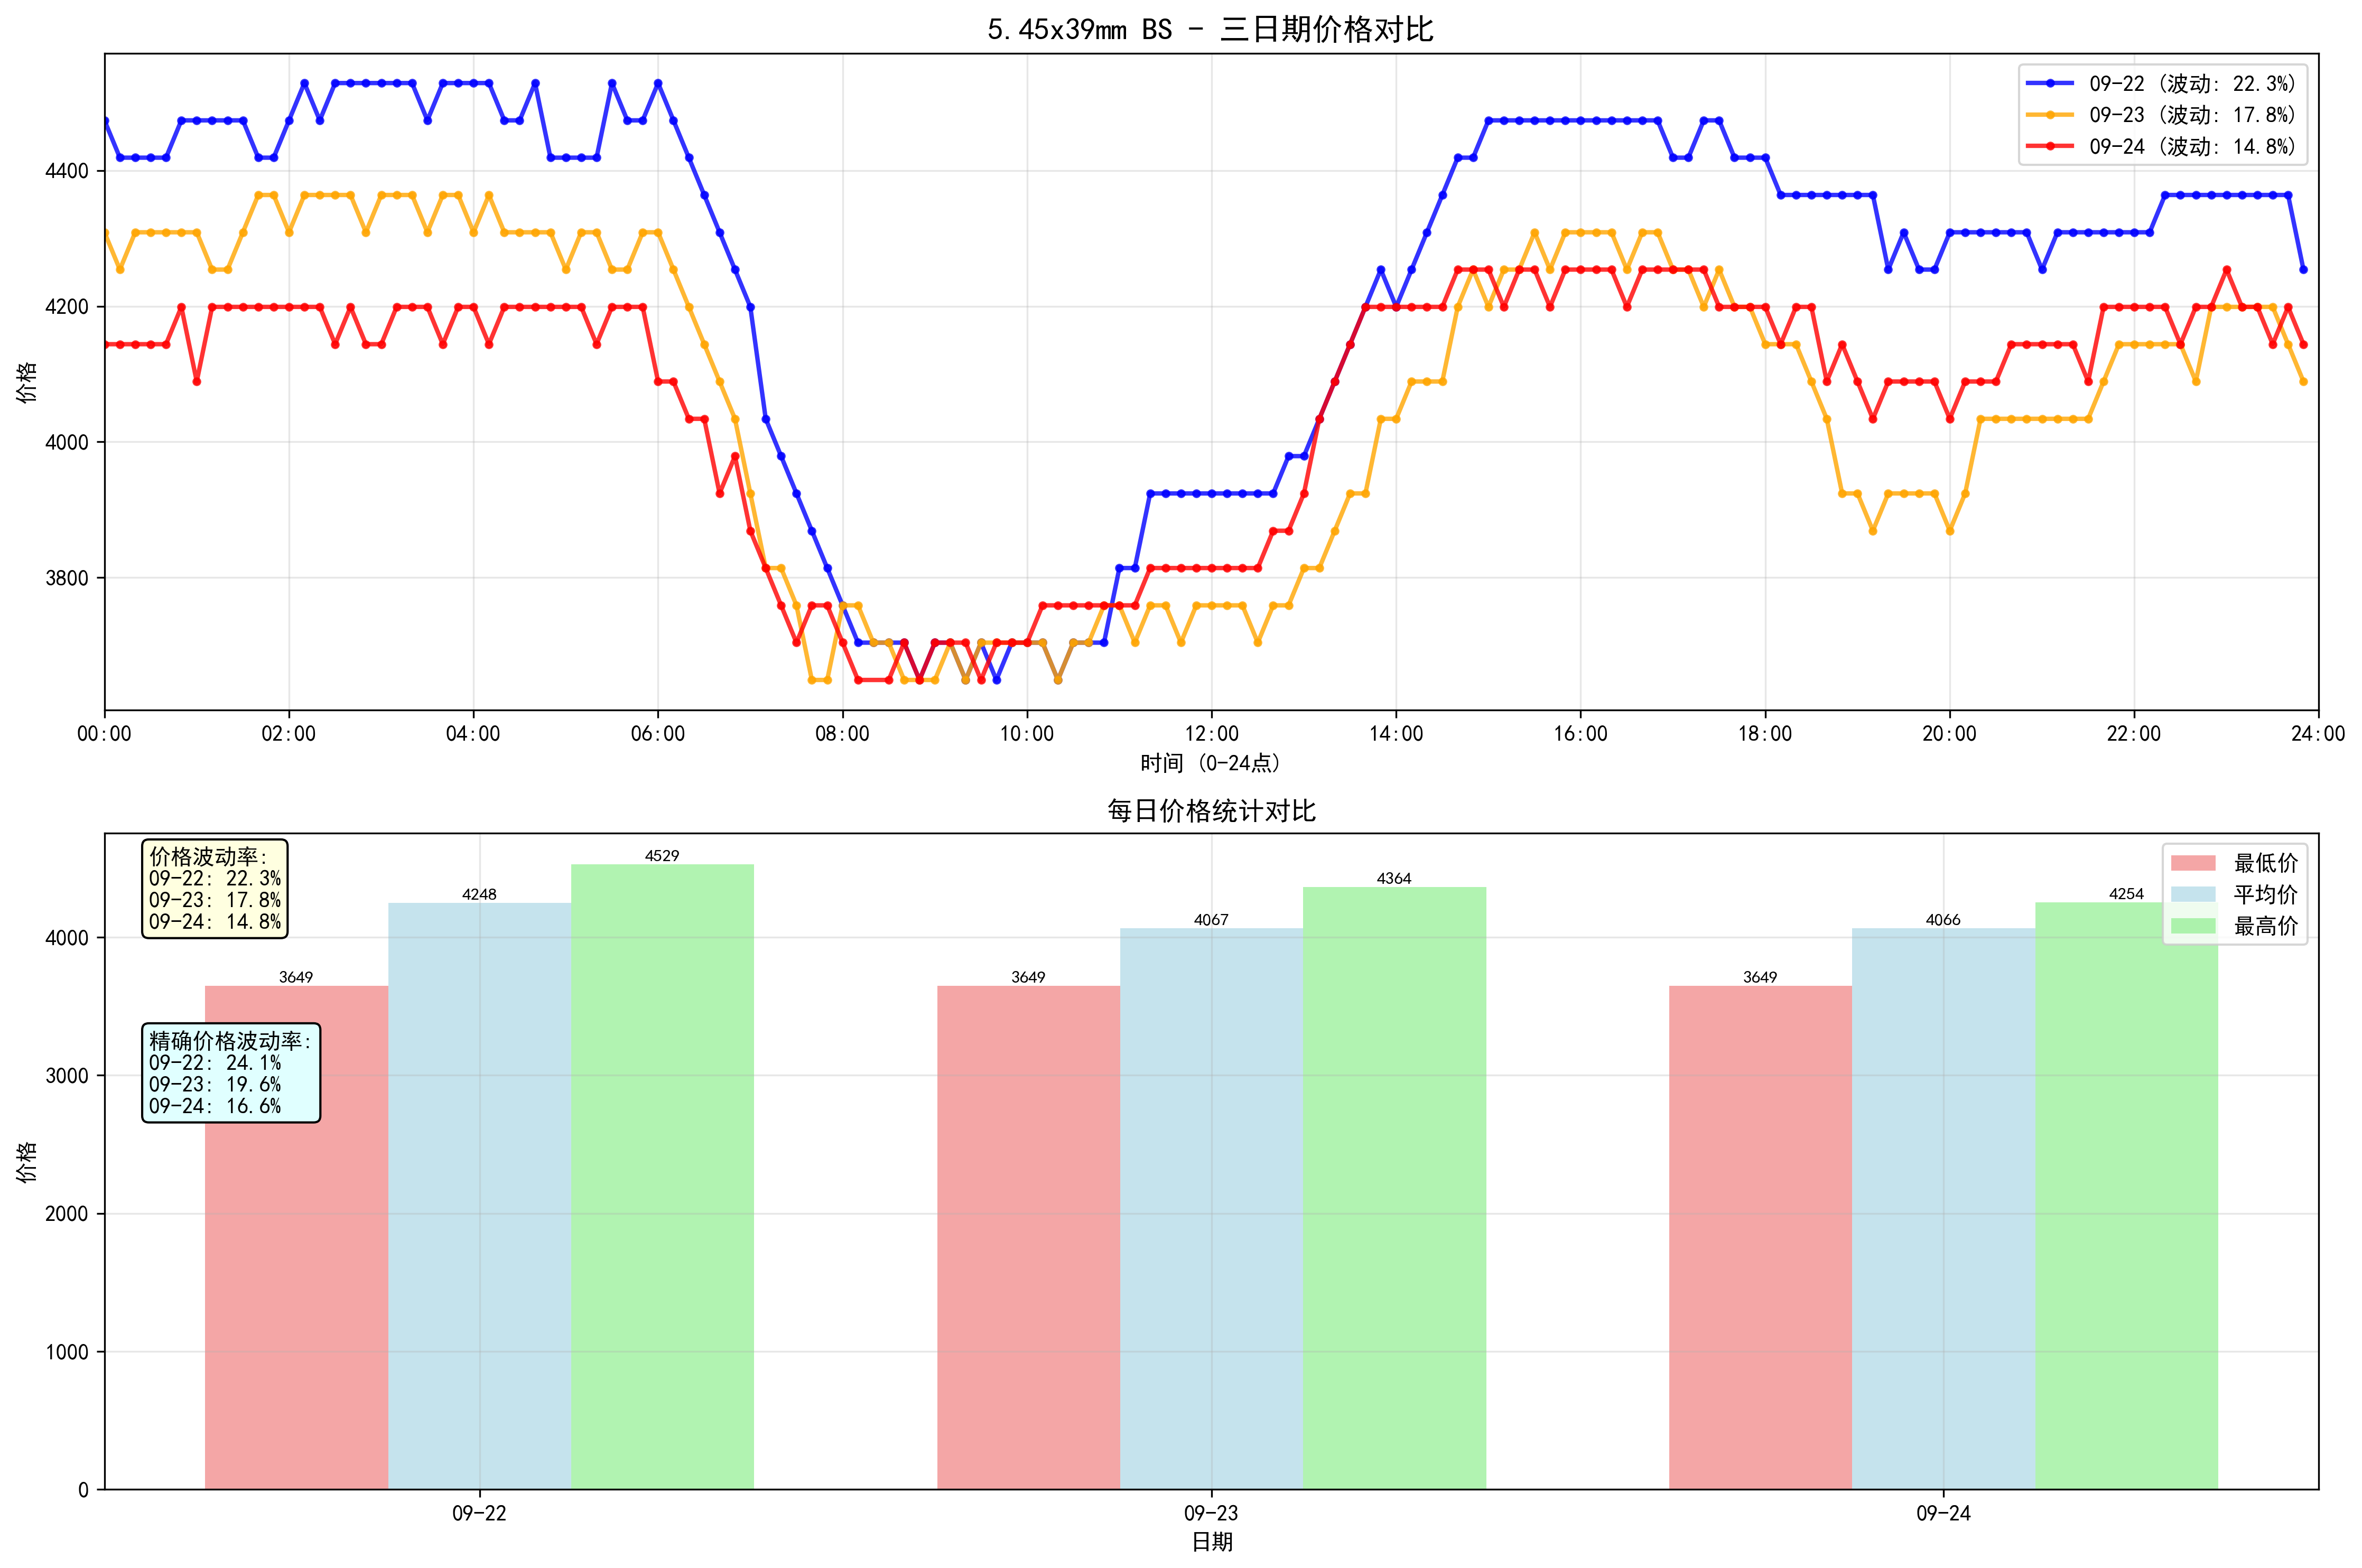 5.45x39mm BS - 三日期价格对比
09-22 (波动: 22.3%)
09-23 (波动: 17.8%)
09-24 (波动: 14.8%)
价格
4400
4200
4000
3800
00:00 02:00 04:00 06:00 08:00 10:00 12:00 14:00 16:00 18:00 20:00 22:00 24:00
时间 (0-24点)
每日价格统计对比
价格波动率:
09-22: 22.3%
09-23: 17.8%
09-24: 14.8%
精确价格波动率:
09-22: 24.1%
09-23: 19.6%
09-24: 16.6%
最低价
平均价
最高价
3649 4248 4529
3649 4067 4364
3649 4066 4254
价格
4000
3000
2000
1000
0
09-22 09-23 09-24
日期